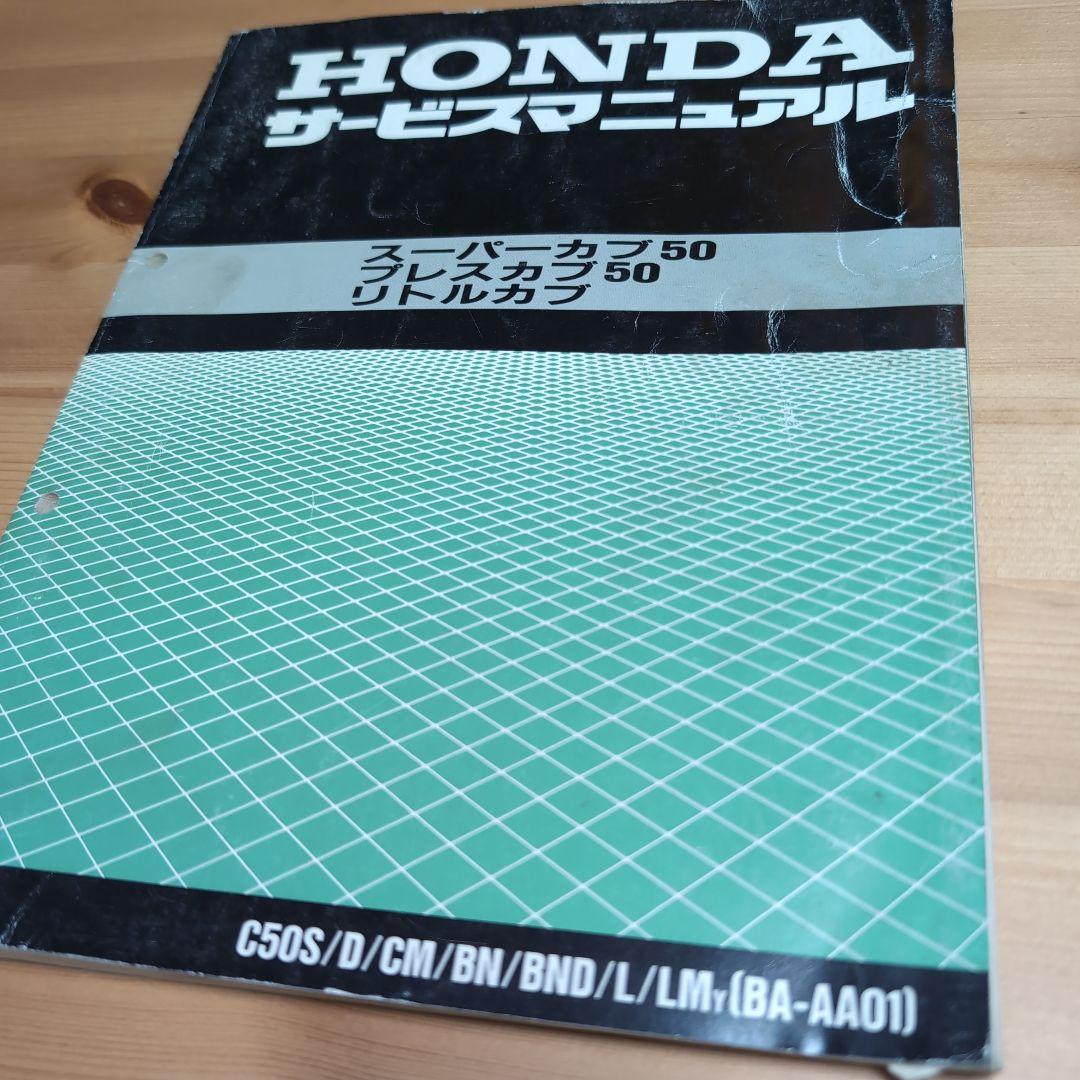 HONDA
サービスマニュアル
スーパーカブ50
プレスカブ50
リトルカブ
C50S/D/CM/BN/BND/L/LMY(BA-AA01)